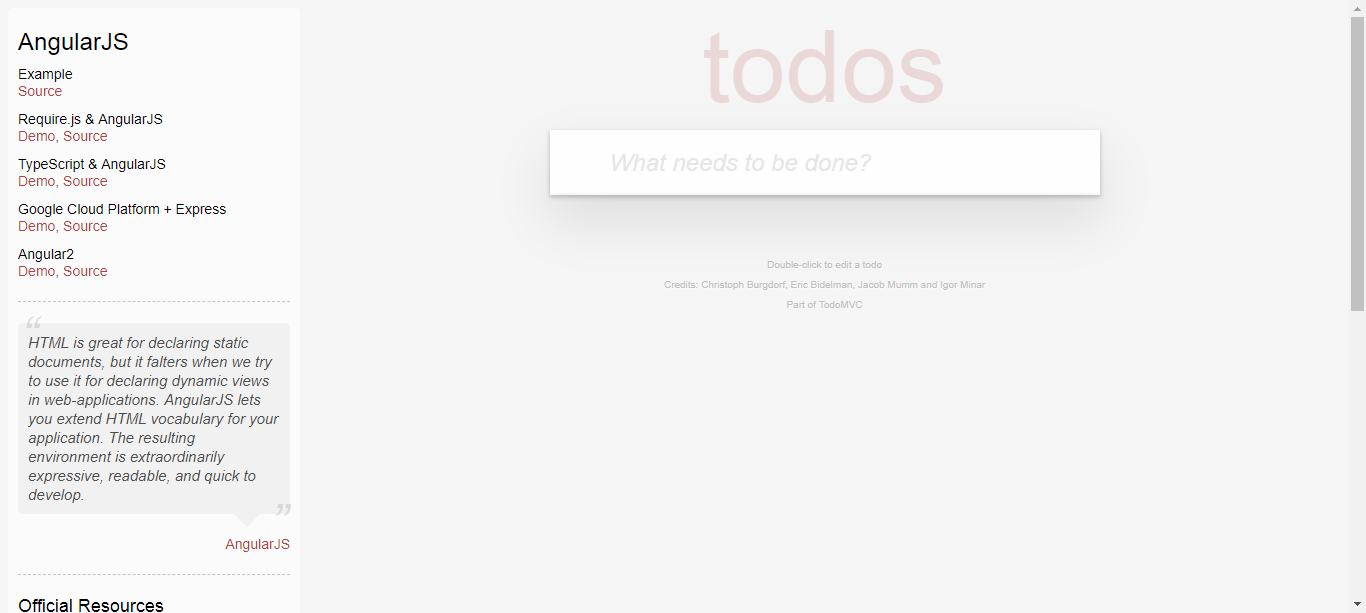 AngularJS
Example
Source
Require.js & AngularJS
Demo, Source
TypeScript & AngularJS
Demo, Source
Google Cloud Platform + Express
Demo, Source
Angular2
Demo, Source
“
HTML is great for declaring static
documents, but it falters when we try
to use it for declaring dynamic views
in web-applications. AngularJS lets
you extend HTML vocabulary for your
application. The resulting
environment is extraordinarily
expressive, readable, and quick to
develop.
”
AngularJS
Official Resources
todos
What needs to be done?
Double-click to edit a todo
Credits: Christoph Burgdorf, Eric Bidelman, Jacob Mumm and Igor Minar
Part of TodoMVC